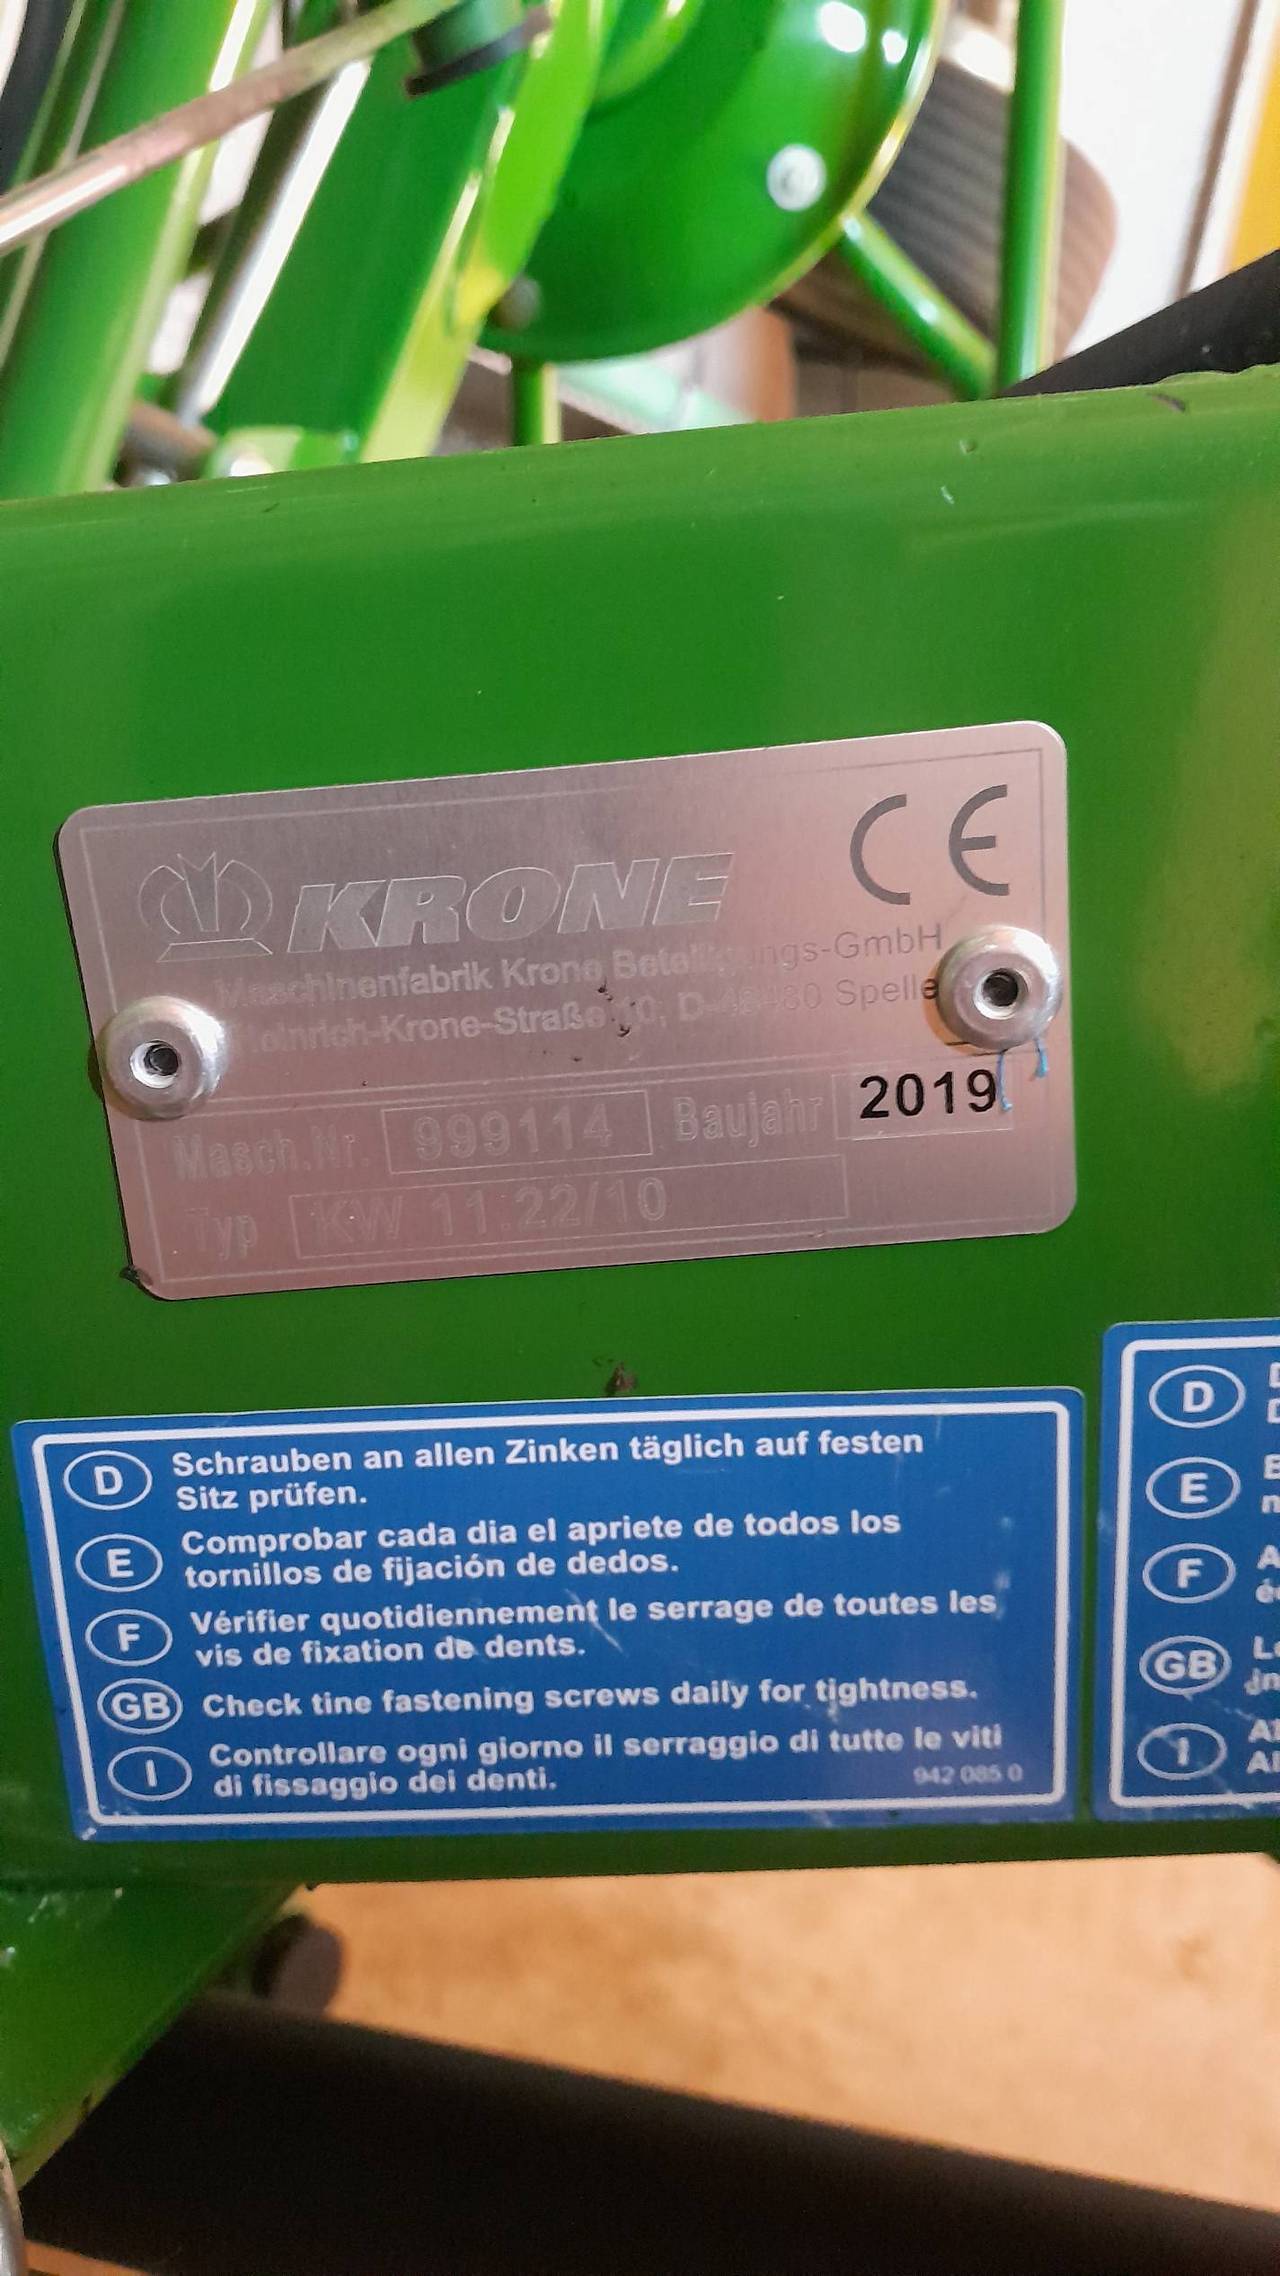 CE
KRONE
Maschinenfabrik Krone Beteiligungs-GmbH
Heinrich-Krone-Straße 10, Spelle
Masch.Nr. 999114 Baujahr 2019
Typ KW 11.22/10
D Schrauben an allen Zinken täglich auf festen
Sitz prüfen.
E Comprobar cada dia el apriete de todos los
tornillos de fijación de dedos.
F Vérifier quotidiennement le serrage de toutes les
vis de fixation de dents.
GB Check tine fastening screws daily for tightness.
I Controllare ogni giorno il serraggio di tutte le viti
di fissaggio dei denti.
942 085 0
D
E
F
GB
I